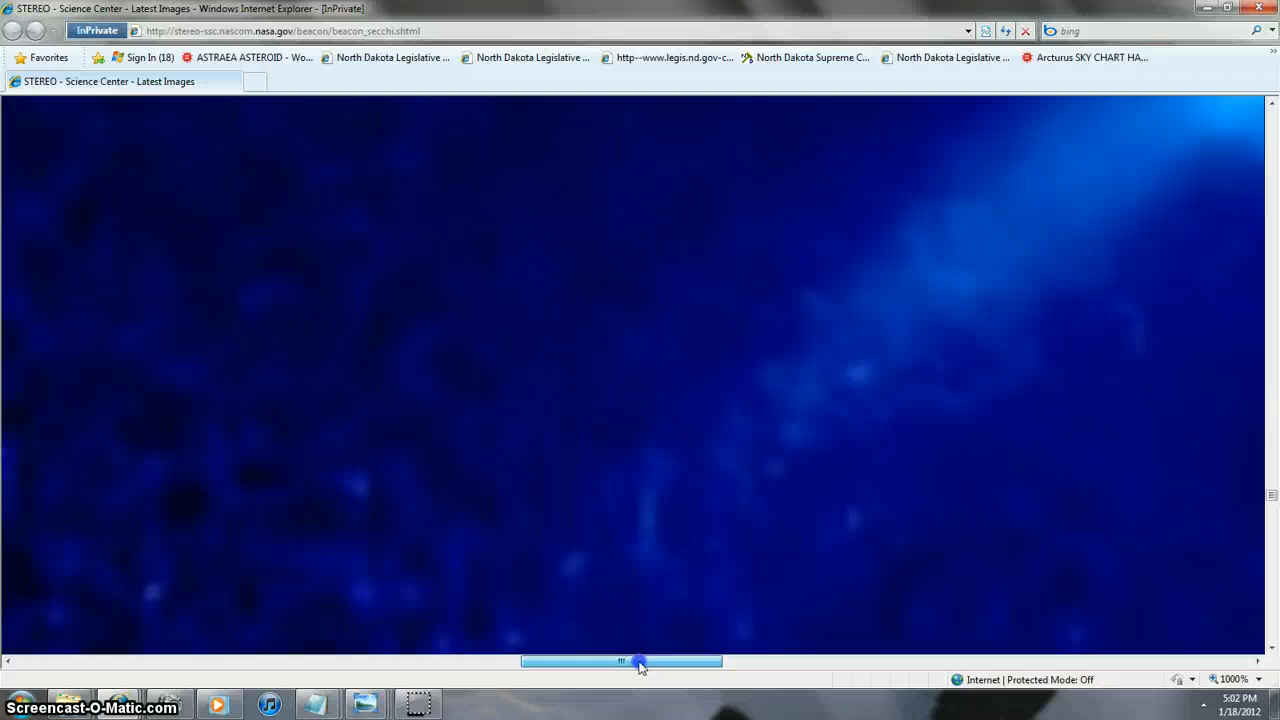 STEREO - Science Center - Latest Images - Windows Internet Explorer - [InPrivate]
InPrivate http://stereo-ssc.nascom.nasa.gov/beacon/beacon_secchi.shtml bing
Favorites Sign In (18) ASTRAEA ASTEROID - Wo... North Dakota Legislative ... North Dakota Legislative ... http--www.legis.nd.gov-c... North Dakota Supreme C... North Dakota Legislative ... Arcturus SKY CHART HA...
STEREO - Science Center - Latest Images
Internet | Protected Mode: Off 1000%
Screencast-O-Matic.com
5:02 PM
1/18/2012